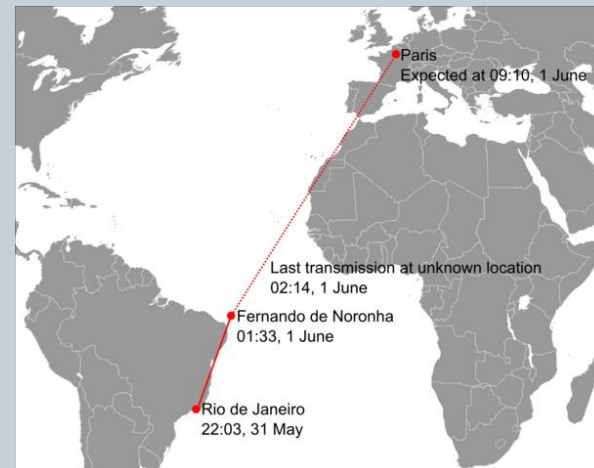 Paris
Expected at 09:10, 1 June
Last transmission at unknown location
02:14, 1 June
Fernando de Noronha
01:33, 1 June
Rio de Janeiro
22:03, 31 May